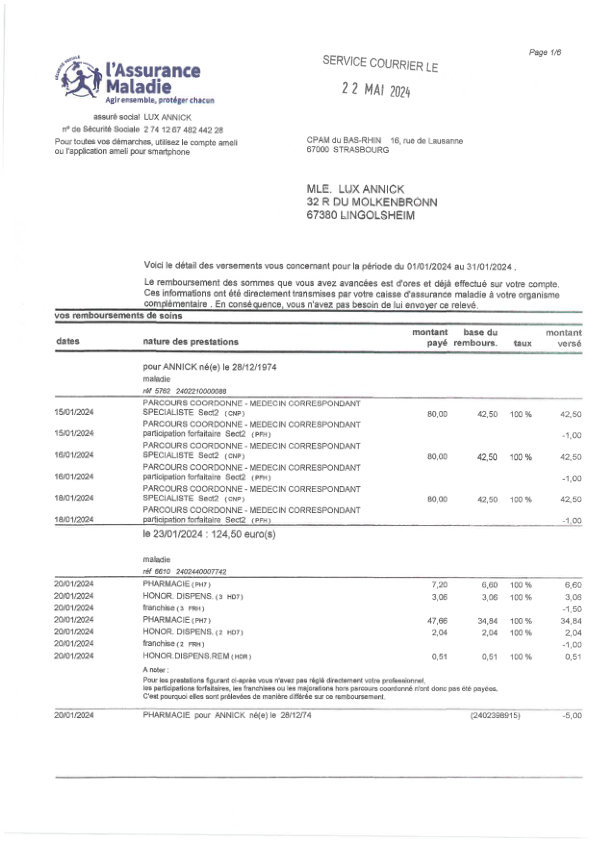 Page 1/6
SÉCURITÉ SOCIALE
l'Assurance
Maladie
Agir ensemble, protéger chacun
SERVICE COURRIER LE
22 MAI 2024
assuré social LUX ANNICK
n° de Sécurité Sociale 2 74 12 67 482 442 28
Pour toutes vos démarches, utilisez le compte ameli
ou l'application ameli pour smartphone
CPAM du BAS-RHIN 16, rue de Lausanne
67000 STRASBOURG
MLE. LUX ANNICK
32 R DU MOLKENBRONN
67380 LINGOLSHEIM
Voici le détail des versements vous concernant pour la période du 01/01/2024 au 31/01/2024 .
Le remboursement des sommes que vous avez avancées est d'ores et déjà effectué sur votre compte.
Ces informations ont été directement transmises par votre caisse d'assurance maladie à votre organisme
complémentaire . En conséquence, vous n'avez pas besoin de lui envoyer ce relevé.
vos remboursements de soins
dates nature des prestations montant payé base du rembours. taux montant versé
pour ANNICK né(e) le 28/12/1974
maladie
réf 5762 2402210000086
15/01/2024 PARCOURS COORDONNE - MEDECIN CORRESPONDANT
SPECIALISTE Sect2 (CNP) 80,00 42,50 100 % 42,50
15/01/2024 PARCOURS COORDONNE - MEDECIN CORRESPONDANT
participation forfaitaire Sect2 (PFH) -1,00
16/01/2024 PARCOURS COORDONNE - MEDECIN CORRESPONDANT
SPECIALISTE Sect2 (CNP) 80,00 42,50 100 % 42,50
16/01/2024 PARCOURS COORDONNE - MEDECIN CORRESPONDANT
participation forfaitaire Sect2 (PFH) -1,00
18/01/2024 PARCOURS COORDONNE - MEDECIN CORRESPONDANT
SPECIALISTE Sect2 (CNP) 80,00 42,50 100 % 42,50
18/01/2024 PARCOURS COORDONNE - MEDECIN CORRESPONDANT
participation forfaitaire Sect2 (PFH) -1,00
le 23/01/2024 : 124,50 euro(s)
maladie
réf 6610 2402440007742
20/01/2024 PHARMACIE (PH7) 7,20 6,60 100 % 6,60
20/01/2024 HONOR. DISPENS. (3 HD7) 3,06 3,06 100 % 3,06
20/01/2024 franchise (3 FRH) -1,50
20/01/2024 PHARMACIE (PH7) 47,66 34,84 100 % 34,84
20/01/2024 HONOR. DISPENS. (2 HD7) 2,04 2,04 100 % 2,04
20/01/2024 franchise (2 FRH) -1,00
20/01/2024 HONOR.DISPENS.REM (HDR) 0,51 0,51 100 % 0,51
A noter :
Pour les prestations figurant ci-après vous n'avez pas réglé directement votre professionnel,
les participations forfaitaires, les franchises ou les majorations hors parcours coordonné n'ont donc pas été payées.
C'est pourquoi elles sont prélevées de manière différée sur ce remboursement.
20/01/2024 PHARMACIE pour ANNICK né(e) le 28/12/74 (2402398915) -5,00